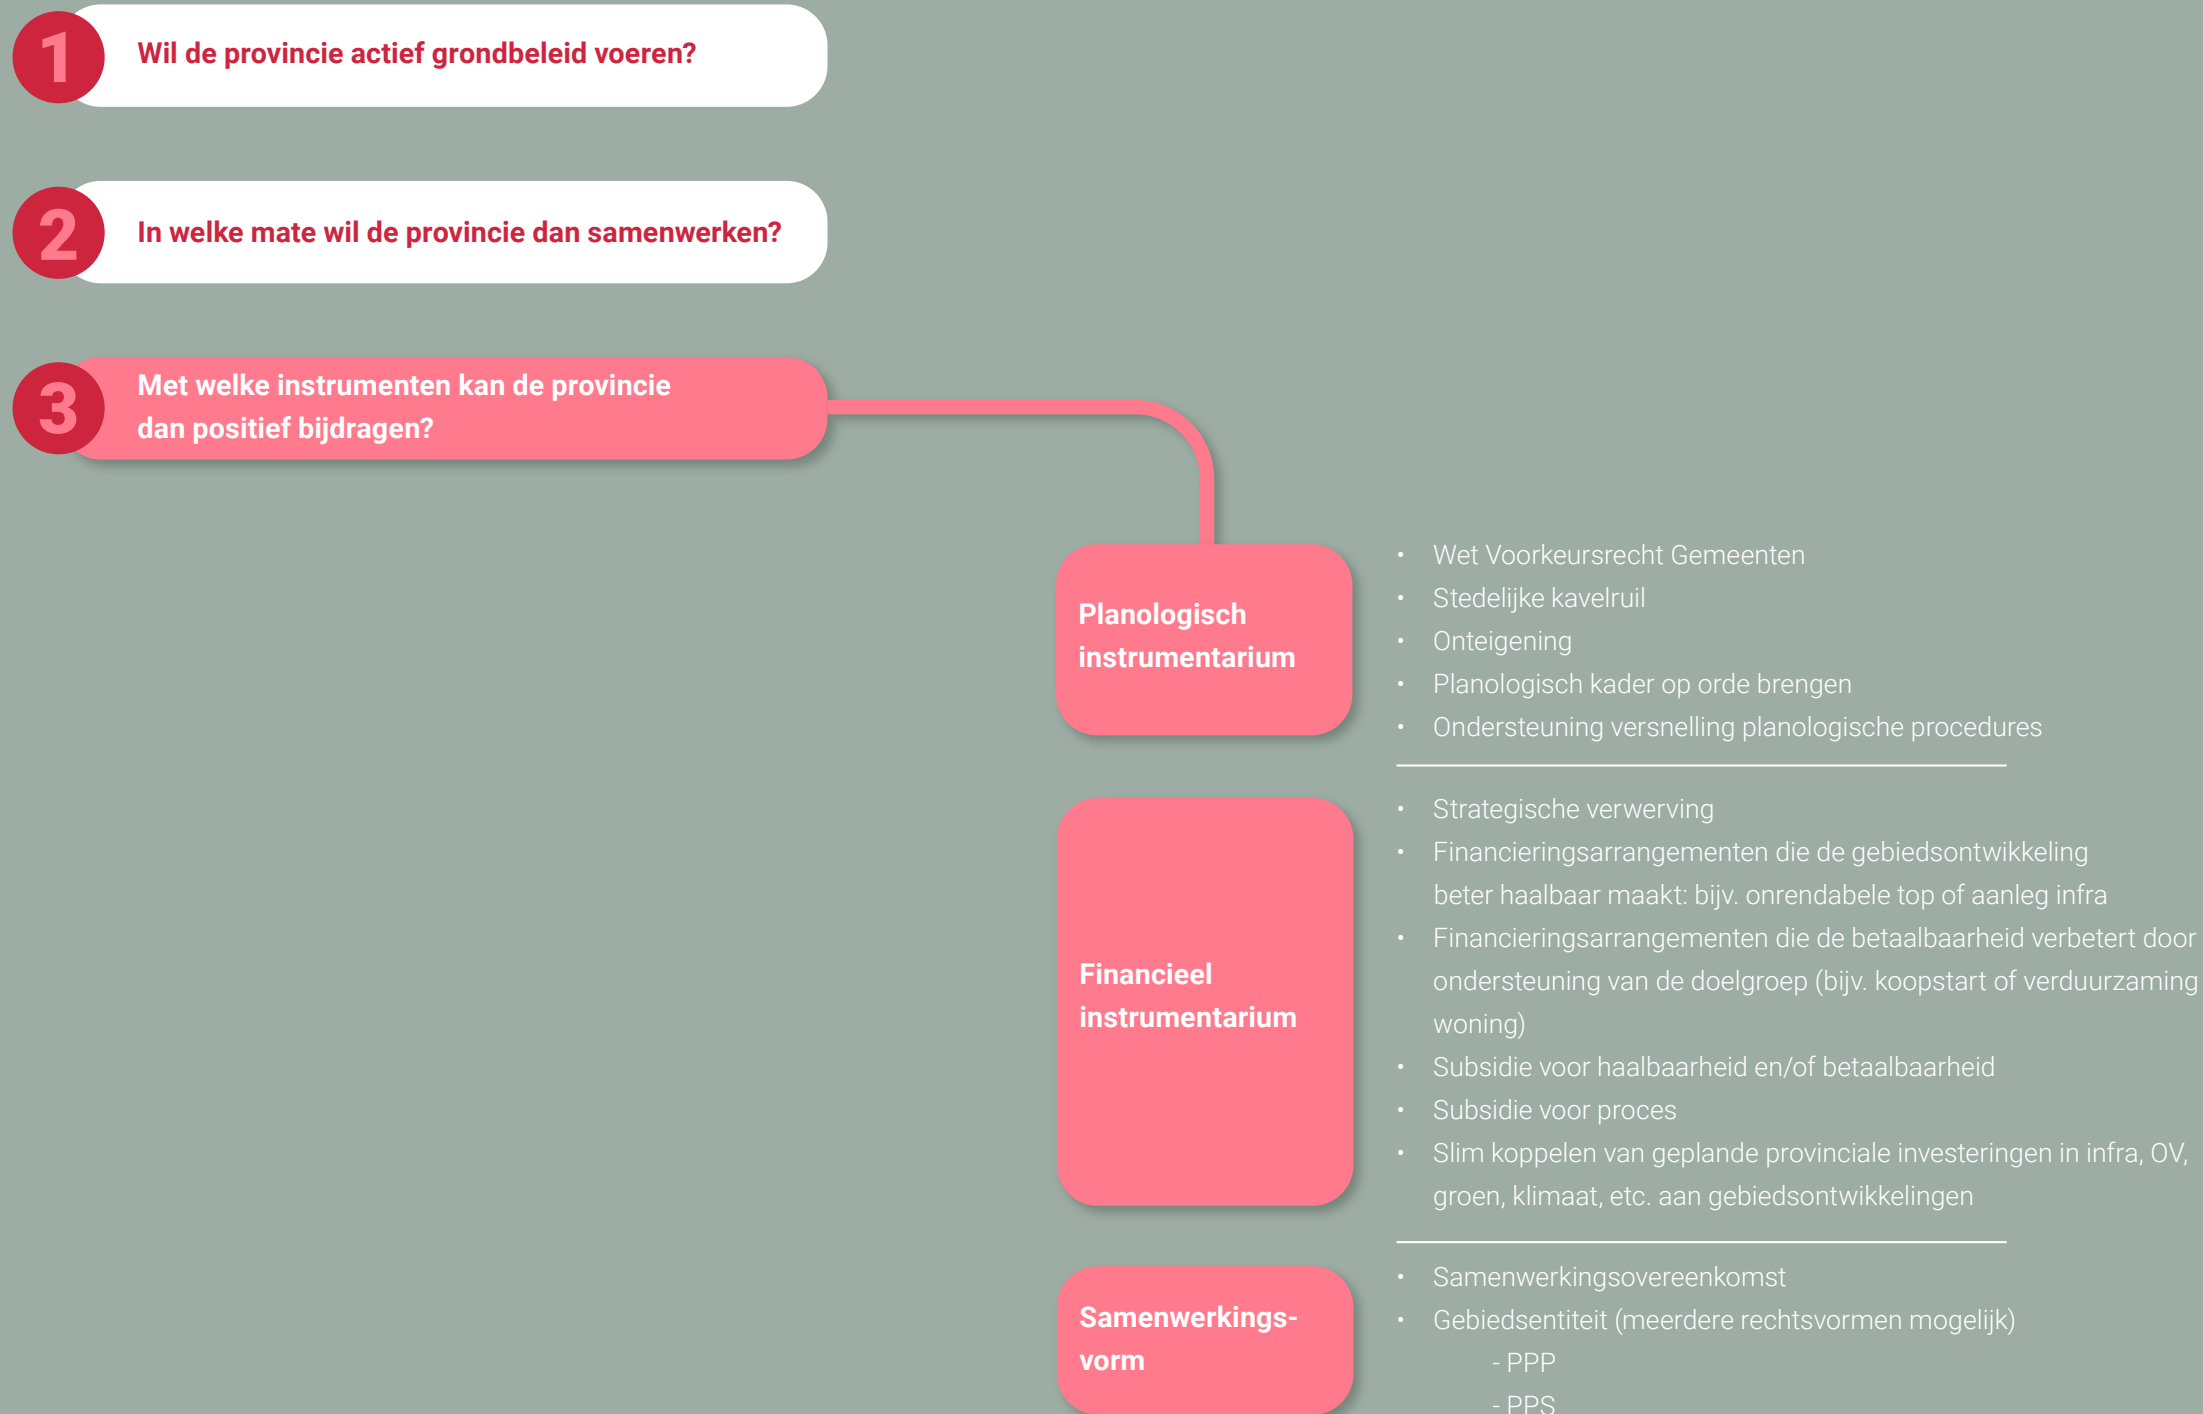 1
Wil de provincie actief grondbeleid voeren?
2
In welke mate wil de provincie dan samenwerken?
3
Met welke instrumenten kan de provincie
dan positief bijdragen?
Planologisch
instrumentarium
• Wet Voorkeursrecht Gemeenten
• Stedelijke kavelruil
• Onteigening
• Planologisch kader op orde brengen
• Ondersteuning versnelling planologische procedures
Financieel
instrumentarium
• Strategische verwerving
• Financieringsarrangementen die de gebiedsontwikkeling
beter haalbaar maakt: bijv. onrendabele top of aanleg infra
• Financieringsarrangementen die de betaalbaarheid verbetert door
ondersteuning van de doelgroep (bijv. koopstart of verduurzaming
woning)
• Subsidie voor haalbaarheid en/of betaalbaarheid
• Subsidie voor proces
• Slim koppelen van geplande provinciale investeringen in infra, OV,
groen, klimaat, etc. aan gebiedsontwikkelingen
Samenwerkings-
vorm
• Samenwerkingsovereenkomst
• Gebiedsentiteit (meerdere rechtsvormen mogelijk)
- PPP
- PPS